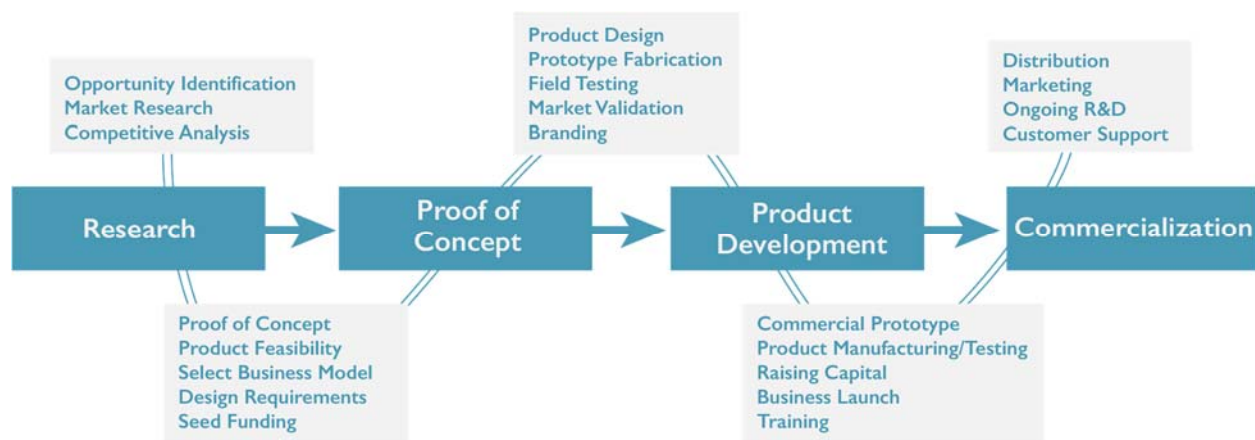 Opportunity Identification
Market Research
Competitive Analysis
Product Design
Prototype Fabrication
Field Testing
Market Validation
Branding
Distribution
Marketing
Ongoing R&D
Customer Support
Research
Proof of
Concept
Product
Development
Commercialization
Proof of Concept
Product Feasibility
Select Business Model
Design Requirements
Seed Funding
Commercial Prototype
Product Manufacturing/Testing
Raising Capital
Business Launch
Training